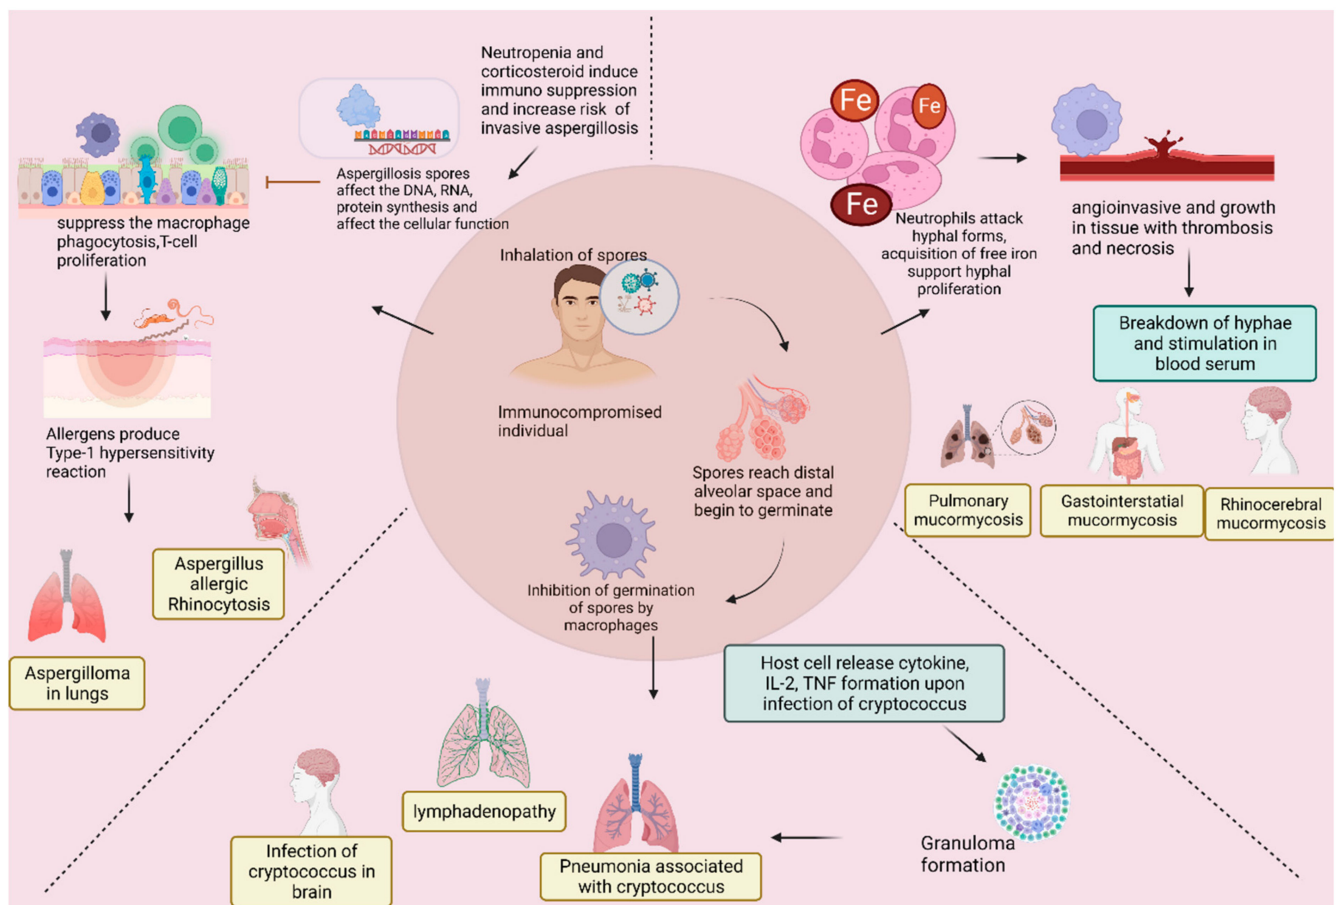 Neutropenia and
corticosteroid induce
immuno suppression
and increase risk of
invasive aspergillosis
Aspergillosis spores
affect the DNA, RNA,
protein synthesis and
affect the cellular function
suppress the macrophage
phagocytosis,T-cell
proliferation
Allergens produce
Type-1 hypersensitivity
reaction
Aspergillus
allergic
Rhinocytosis
Aspergilloma
in lungs
Inhalation of spores
Immunocompromised
individual
Spores reach distal
alveolar space and
begin to germinate
Inhibition of germination
of spores by
macrophages
Fe
Fe
Fe
Neutrophils attack
hyphal forms,
acquisition of free iron
support hyphal
proliferation
angioinvasive and growth
in tissue with thrombosis
and necrosis
Breakdown of hyphae
and stimulation in
blood serum
Pulmonary
mucormycosis
Gastointerstatial
mucormycosis
Rhinocerebral
mucormycosis
Host cell release cytokine,
IL-2, TNF formation upon
infection of cryptococcus
Granuloma
formation
Pneumonia associated
with cryptococcus
lymphadenopathy
Infection of
cryptococcus in
brain